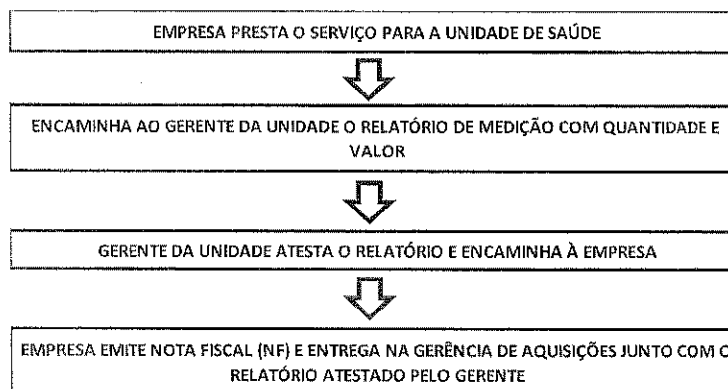 EMPRESA PRESTA O SERVIÇO PARA A UNIDADE DE SAÚDE
ENCAMINHA AO GERENTE DA UNIDADE O RELATÓRIO DE MEDIÇÃO COM QUANTIDADE E
VALOR
GERENTE DA UNIDADE ATESTA O RELATÓRIO E ENCAMINHA À EMPRESA
EMPRESA EMITE NOTA FISCAL (NF) E ENTREGA NA GERÊNCIA DE AQUISIÇÕES JUNTO COM O
RELATÓRIO ATESTADO PELO GERENTE